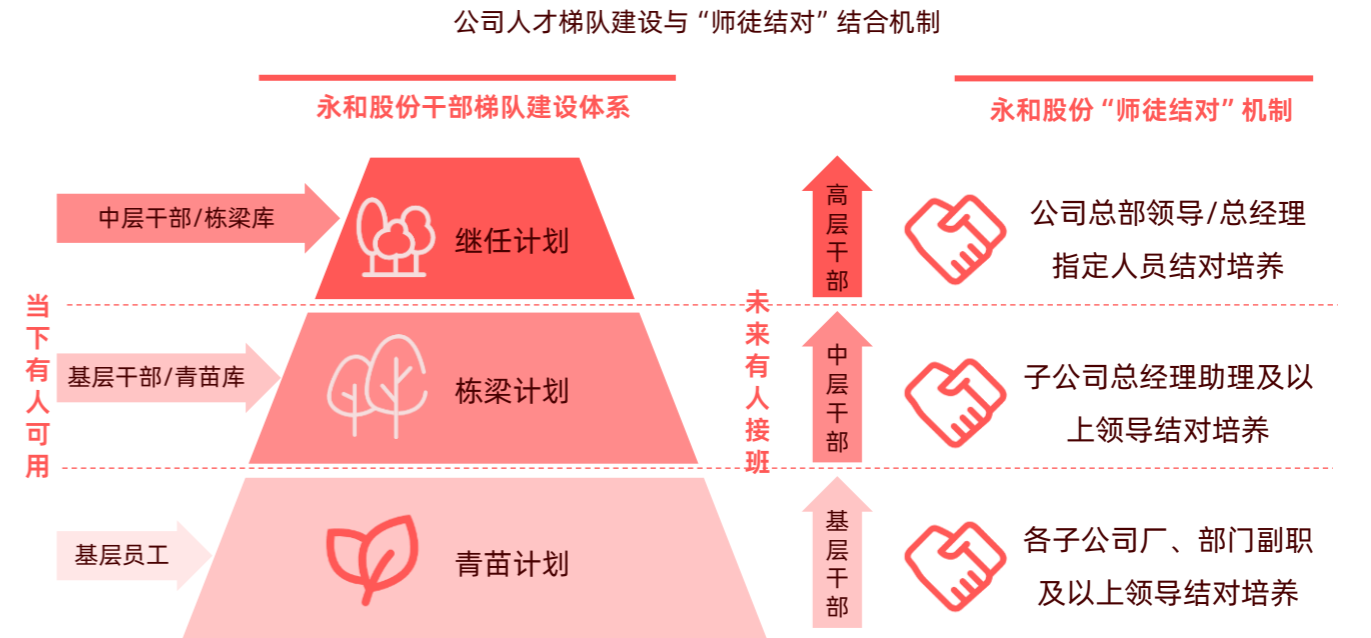 公司人才梯队建设与“师徒结对”结合机制
永和股份干部梯队建设体系
永和股份“师徒结对”机制
当下有人可用
中层干部/栋梁库
继任计划
基层干部/青苗库
栋梁计划
基层员工
青苗计划
未来有人接班
高层干部
公司总部领导/总经理
指定人员结对培养
中层干部
子公司总经理助理及以
上领导结对培养
基层干部
各子公司厂、部门副职
及以上领导结对培养